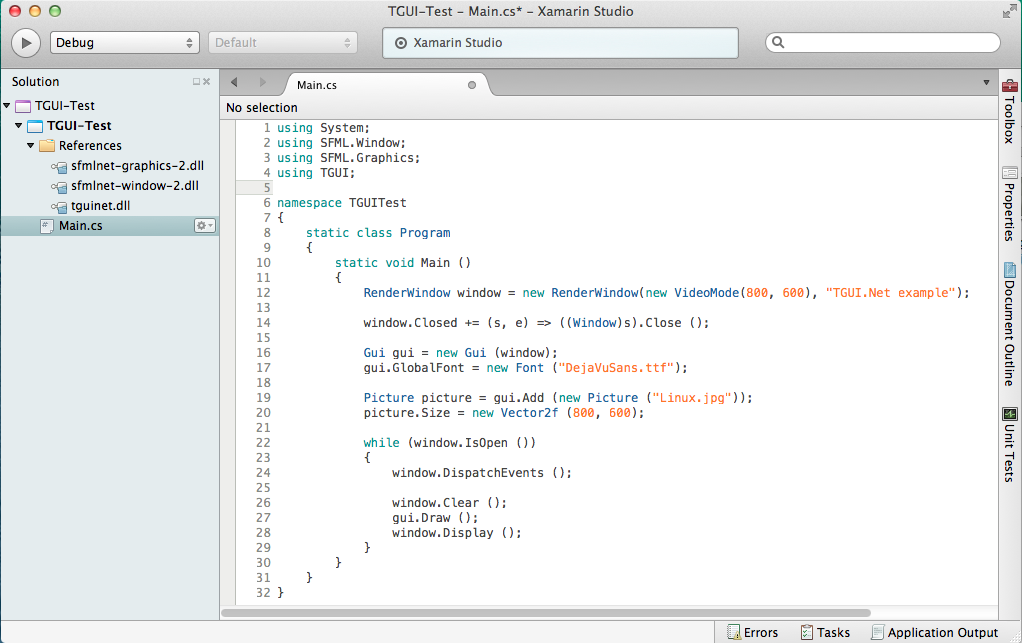 TGUI-Test – Main.cs* – Xamarin Studio
Debug
Default
Xamarin Studio
Solution
TGUI-Test
TGUI-Test
References
sfmlnet-graphics-2.dll
sfmlnet-window-2.dll
tguinet.dll
Main.cs
Main.cs
No selection
1 using System;
2 using SFML.Window;
3 using SFML.Graphics;
4 using TGUI;
5
6 namespace TGUITest
7 {
8     static class Program
9     {
10         static void Main ()
11         {
12             RenderWindow window = new RenderWindow(new VideoMode(800, 600), "TGUI.Net example");
13
14             window.Closed += (s, e) => ((Window)s).Close ();
15
16             Gui gui = new Gui (window);
17             gui.GlobalFont = new Font ("DejaVuSans.ttf");
18
19             Picture picture = gui.Add (new Picture ("Linux.jpg"));
20             picture.Size = new Vector2f (800, 600);
21
22             while (window.IsOpen ())
23             {
24                 window.DispatchEvents ();
25
26                 window.Clear ();
27                 gui.Draw ();
28                 window.Display ();
29             }
30         }
31     }
32 }
Toolbox
Properties
Document Outline
Unit Tests
Errors
Tasks
Application Output